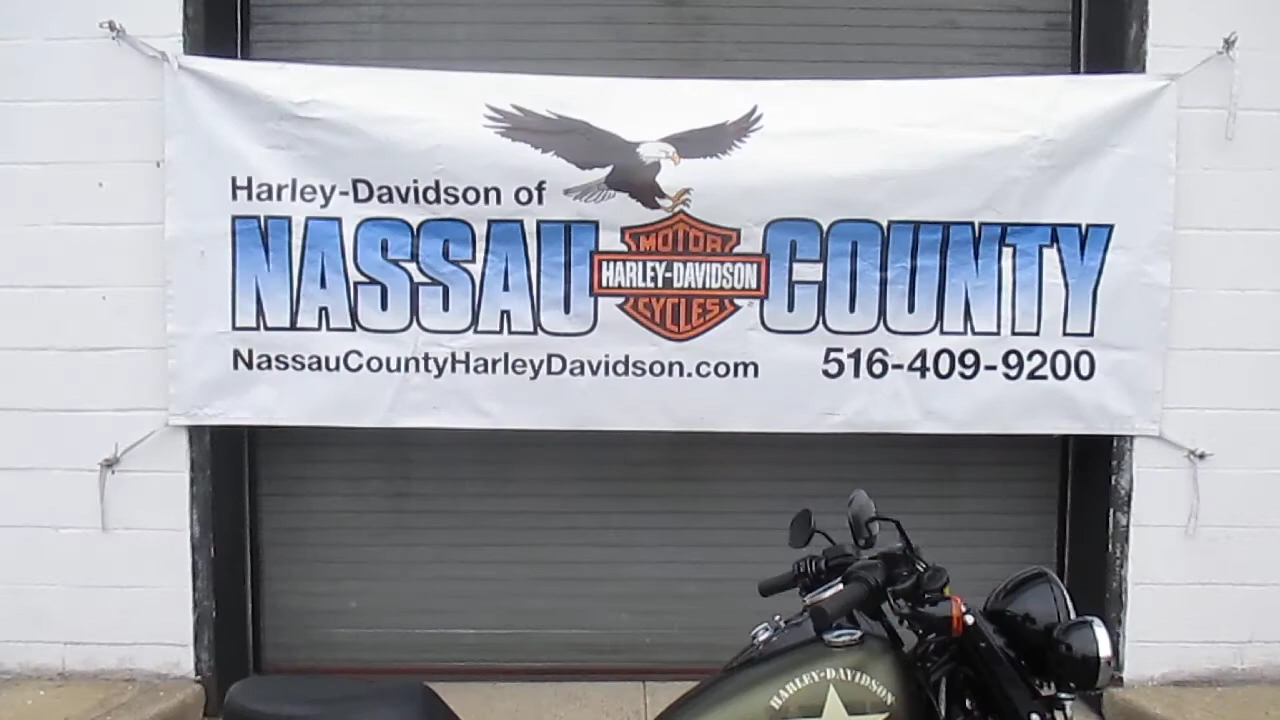 Harley-Davidson of
NASSAU COUNTY
MOTOR
HARLEY-DAVIDSON
CYCLES
NassauCountyHarleyDavidson.com 516-409-9200
HARLEY-DAVIDSON